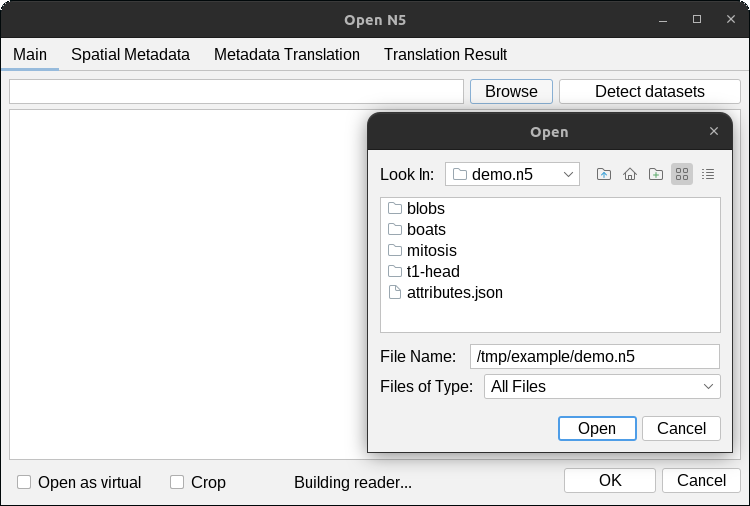 Open N5
Main Spatial Metadata Metadata Translation Translation Result
Browse Detect datasets
Open
Look In: demo.n5
blobs
boats
mitosis
t1-head
attributes.json
File Name: /tmp/example/demo.n5
Files of Type: All Files
Open Cancel
Open as virtual Crop Building reader... OK Cancel